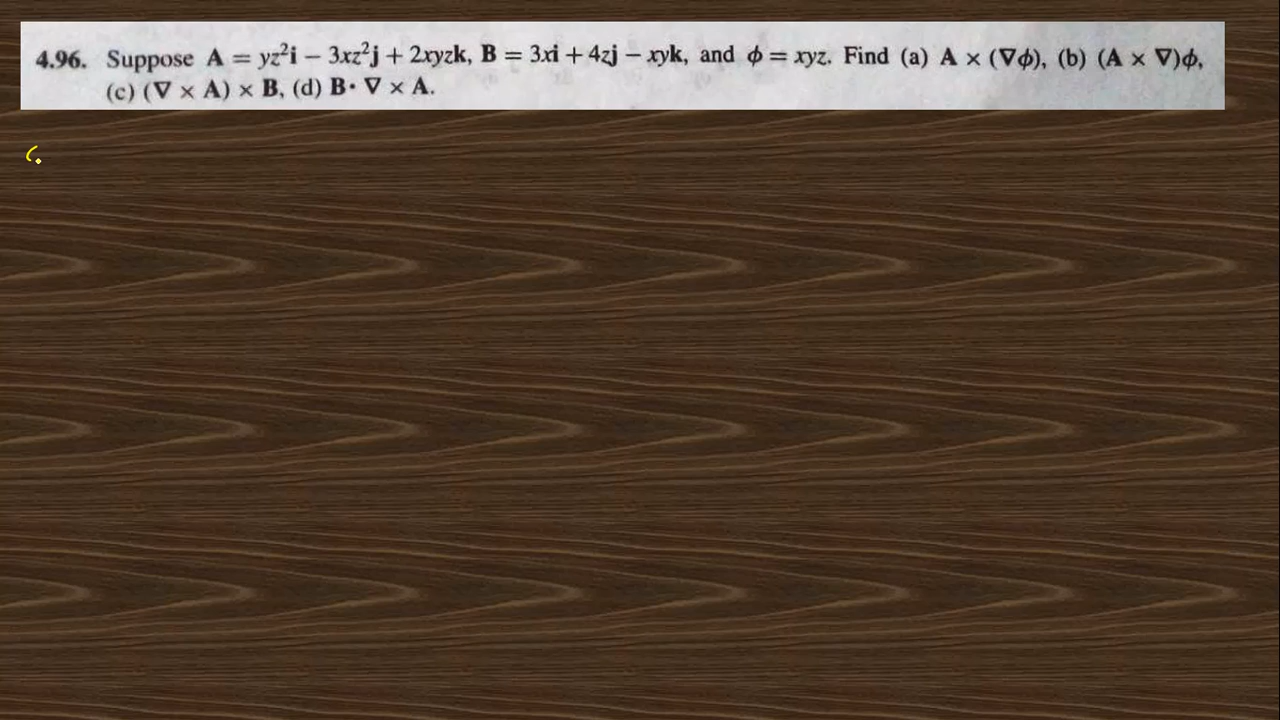 4.96. Suppose A = yz²i − 3xz²j + 2xyzk, B = 3xi + 4zj − xyk, and ϕ = xyz. Find (a) A × (∇ϕ), (b) (A × ∇)ϕ,
(c) (∇ × A) × B, (d) B· ∇ × A.